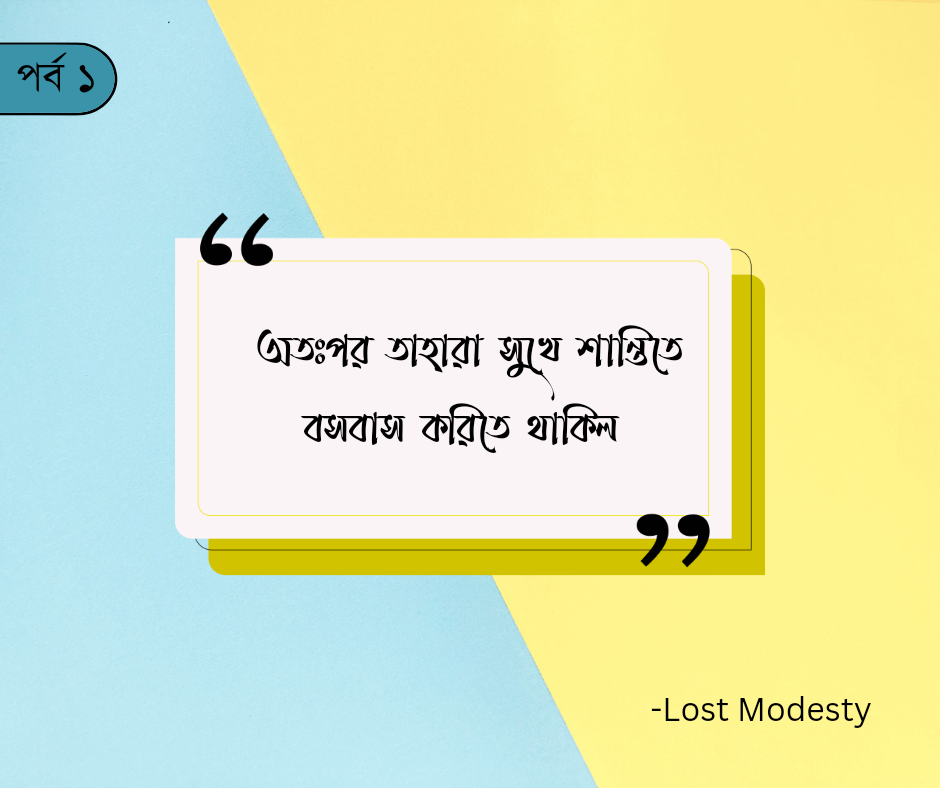 পর্ব ১
“
অতঃপর তাহারা সুখে শান্তিতে
বসবাস করিতে থাকিল
”
-Lost Modesty